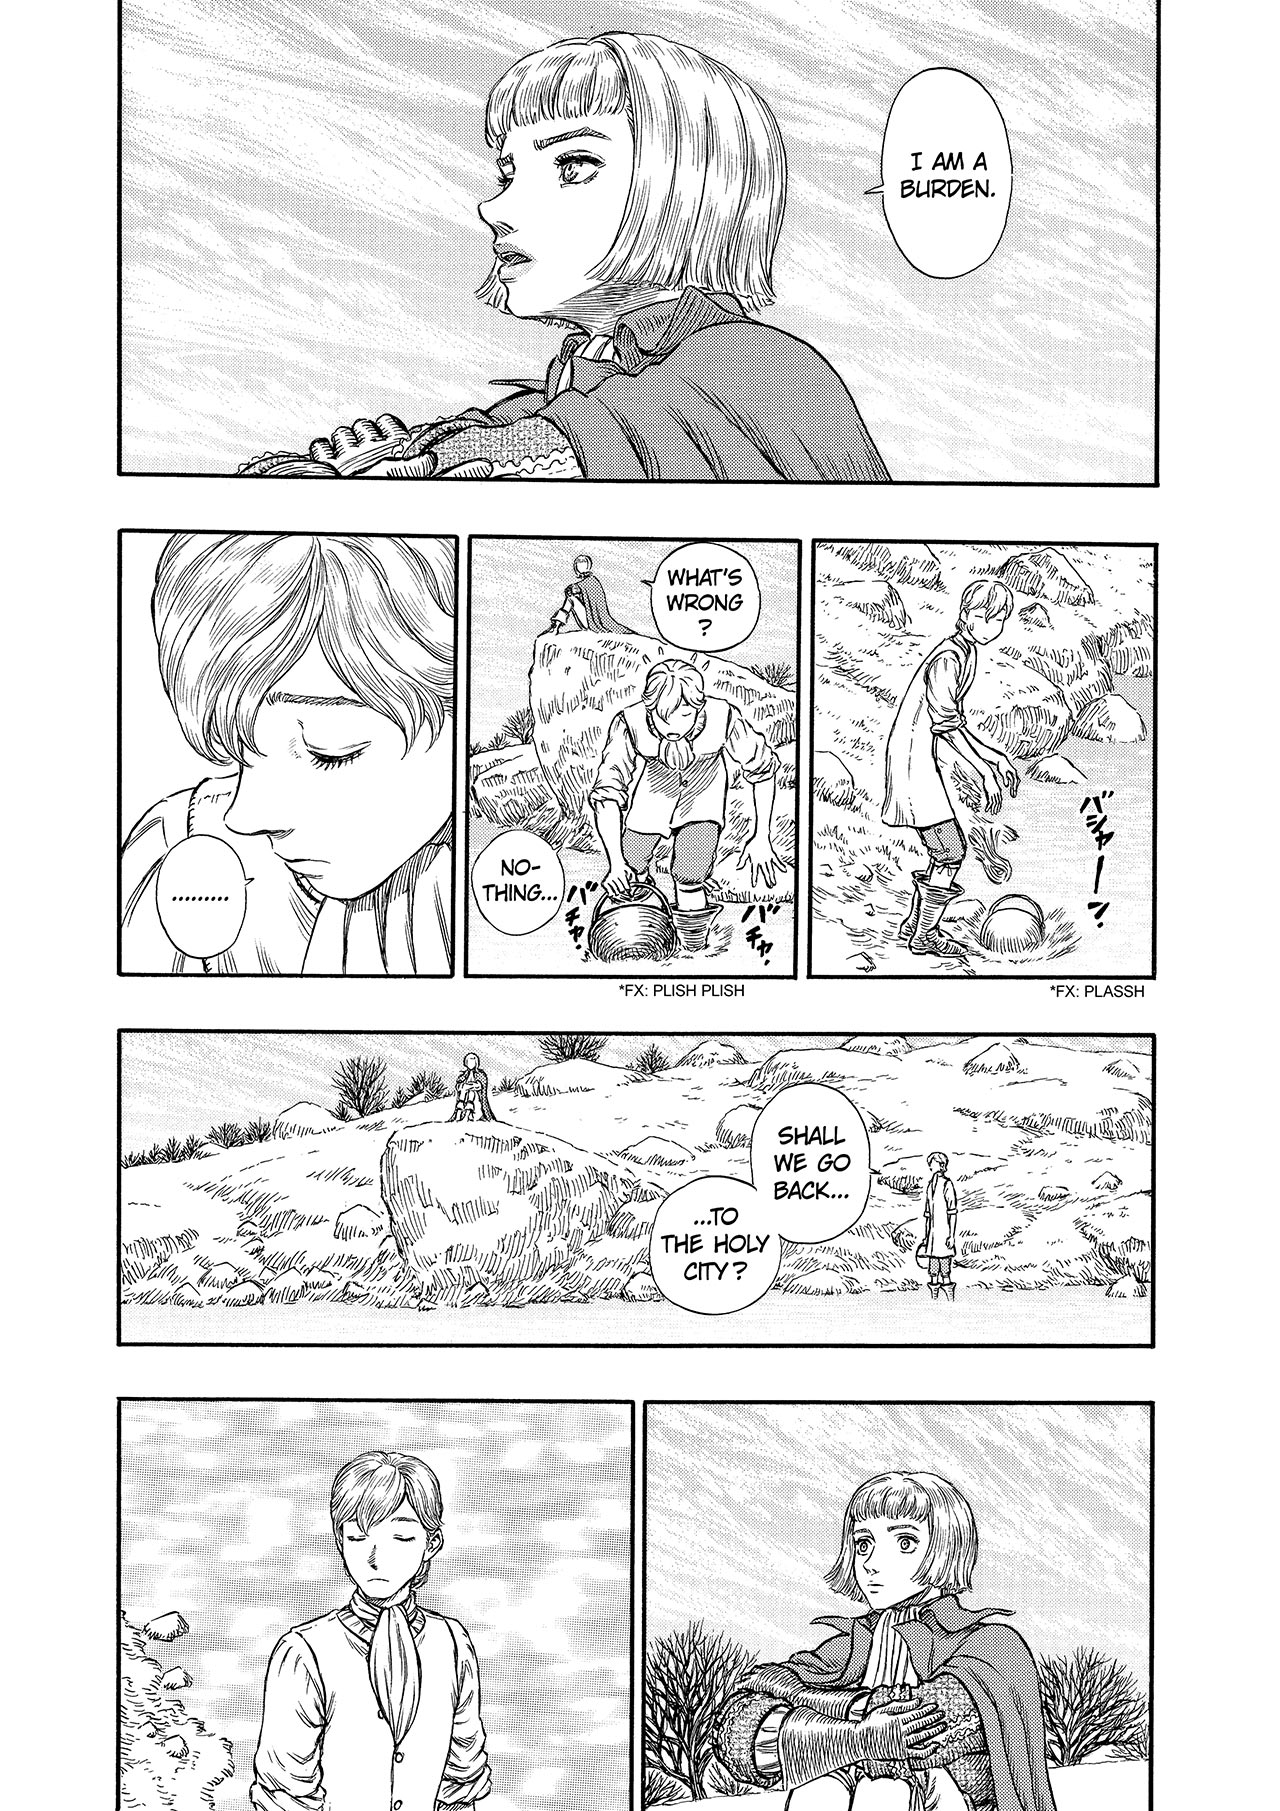 I AM A
BURDEN.
バシャーン
*FX: PLASSH
WHAT'S
WRONG
?
NO-
THING...
バチャ
バチャ
*FX: PLISH PLISH
..........
SHALL
WE GO
BACK...
...TO
THE HOLY
CITY?